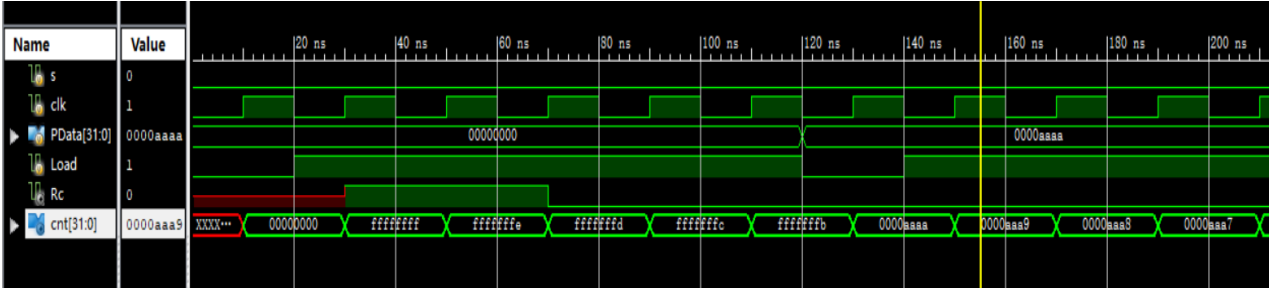 Name Value |20 ns |40 ns |60 ns |80 ns |100 ns |120 ns |140 ns |160 ns |180 ns |200 ns
s 0
clk 1
PData[31:0] 0000aaaa 00000000 0000aaaa
Load 1
Rc 0
cnt[31:0] 0000aaa9 XXXX··· 00000000 ffffffff fffffffe fffffffd fffffffc fffffffb 0000aaaa 0000aaa9 0000aaa8 0000aaa7